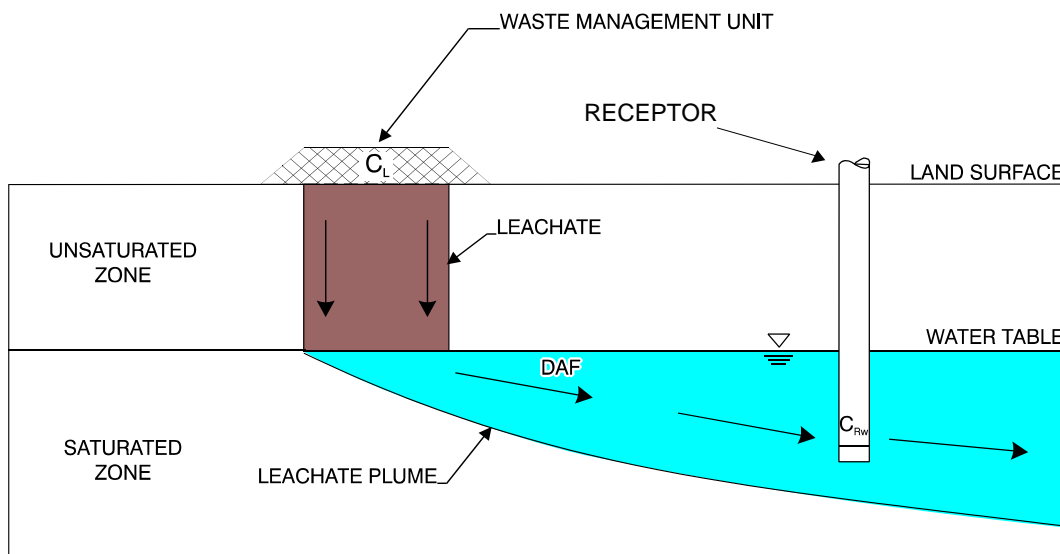 WASTE MANAGEMENT UNIT
RECEPTOR
CL
LAND SURFACE
LEACHATE
UNSATURATED
ZONE
WATER TABLE
DAF
CRw
SATURATED
ZONE
LEACHATE PLUME